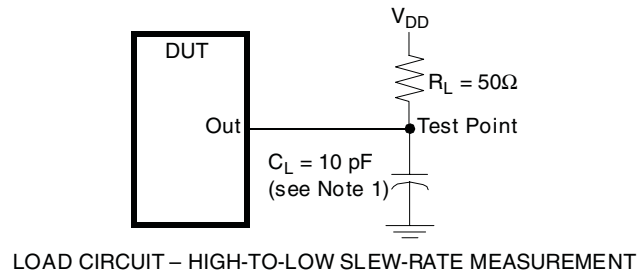 V_DD
DUT
R_L = 50Ω
Out
Test Point
C_L = 10 pF
(see Note 1)
LOAD CIRCUIT – HIGH-TO-LOW SLEW-RATE MEASUREMENT